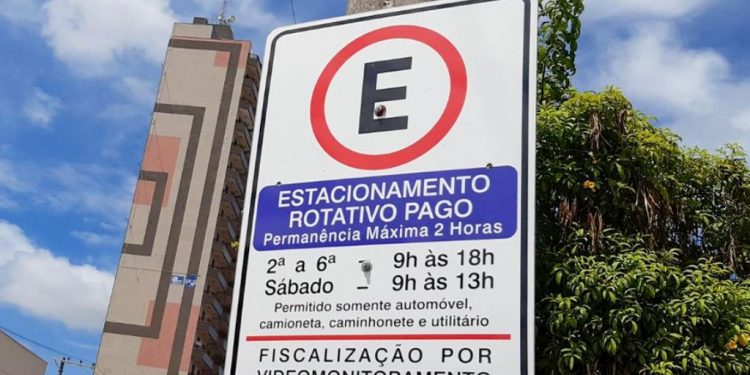 E
ESTACIONAMENTO
ROTATIVO PAGO
Permanência Máxima 2 Horas
2ª a 6ª – 9h às 18h
Sábado – 9h às 13h
Permitido somente automóvel,
camioneta, caminhonete e utilitário
FISCALIZAÇÃO POR
VIDEOMONITORAMENTO